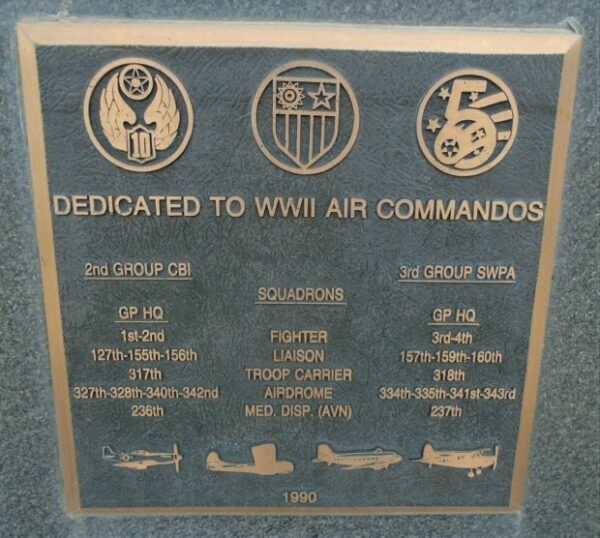 10
5
DEDICATED TO WWII AIR COMMANDOS
2nd GROUP CBI
3rd GROUP SWPA
SQUADRONS
GP HQ
GP HQ
1st-2nd FIGHTER 3rd-4th
127th-155th-156th LIAISON 157th-159th-160th
317th TROOP CARRIER 318th
327th-328th-340th-342nd AIRDROME 334th-335th-341st-343rd
236th MED. DISP. (AVN) 237th
1990